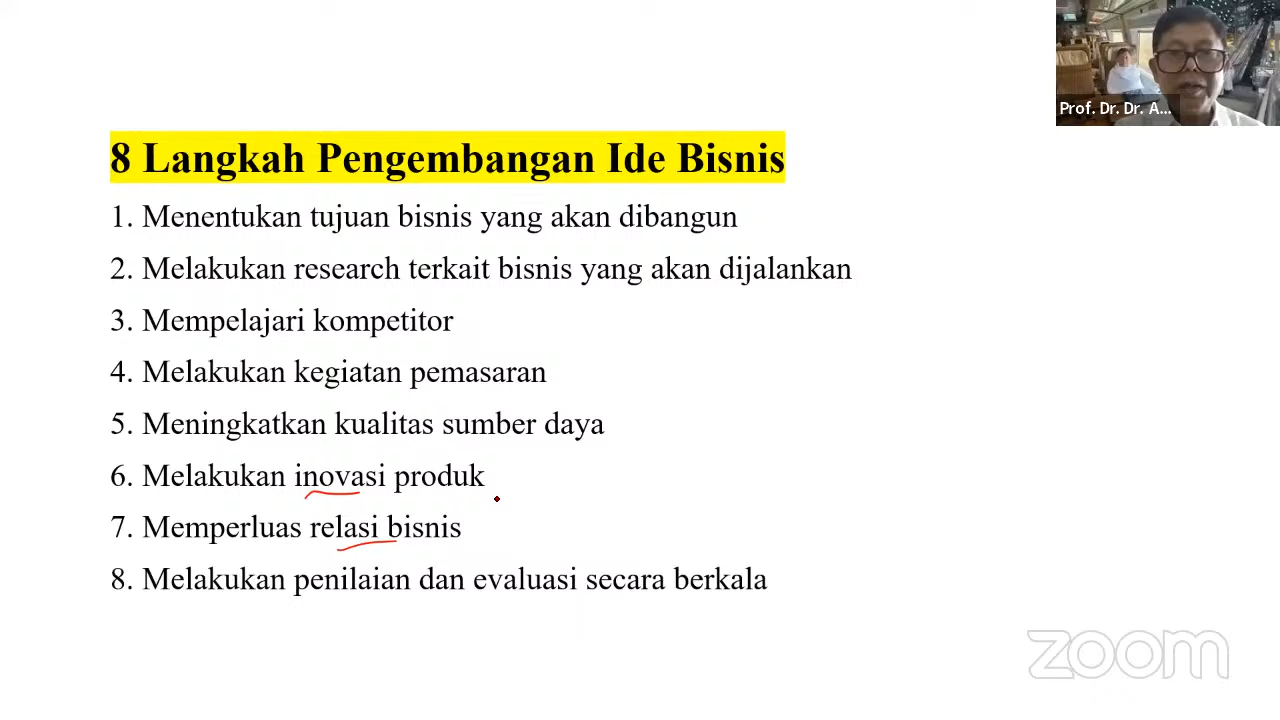 Prof. Dr. Dr. A...
8 Langkah Pengembangan Ide Bisnis
1. Menentukan tujuan bisnis yang akan dibangun
2. Melakukan research terkait bisnis yang akan dijalankan
3. Mempelajari kompetitor
4. Melakukan kegiatan pemasaran
5. Meningkatkan kualitas sumber daya
6. Melakukan inovasi produk
7. Memperluas relasi bisnis
8. Melakukan penilaian dan evaluasi secara berkala
zoom